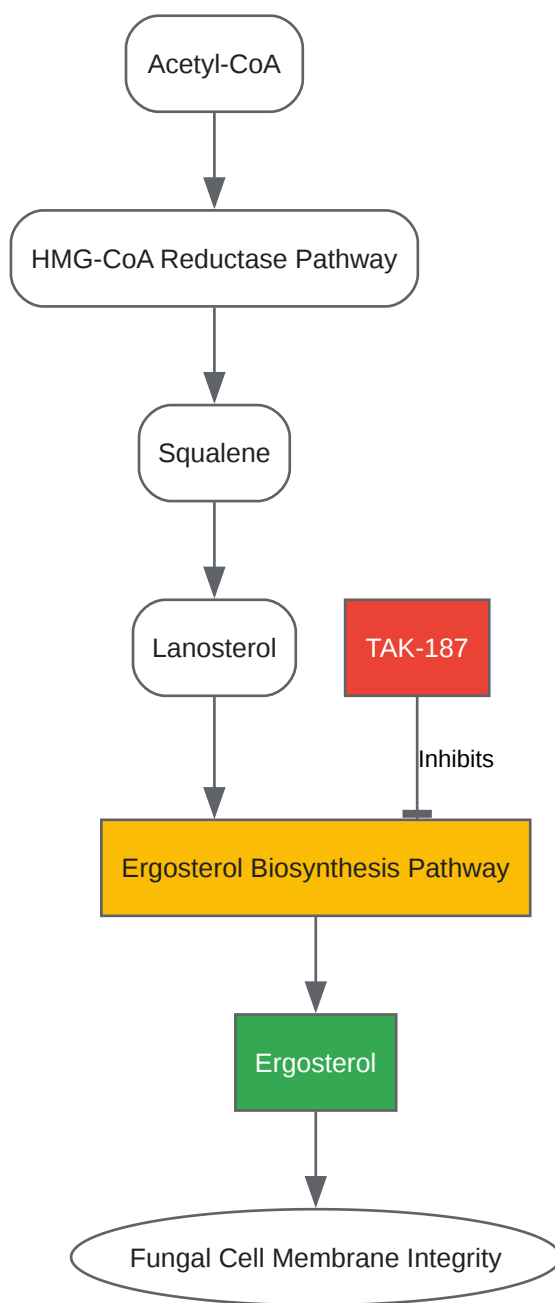 Acetyl-CoA
HMG-CoA Reductase Pathway
Squalene
Lanosterol
TAK-187
Inhibits
Ergosterol Biosynthesis Pathway
Ergosterol
Fungal Cell Membrane Integrity